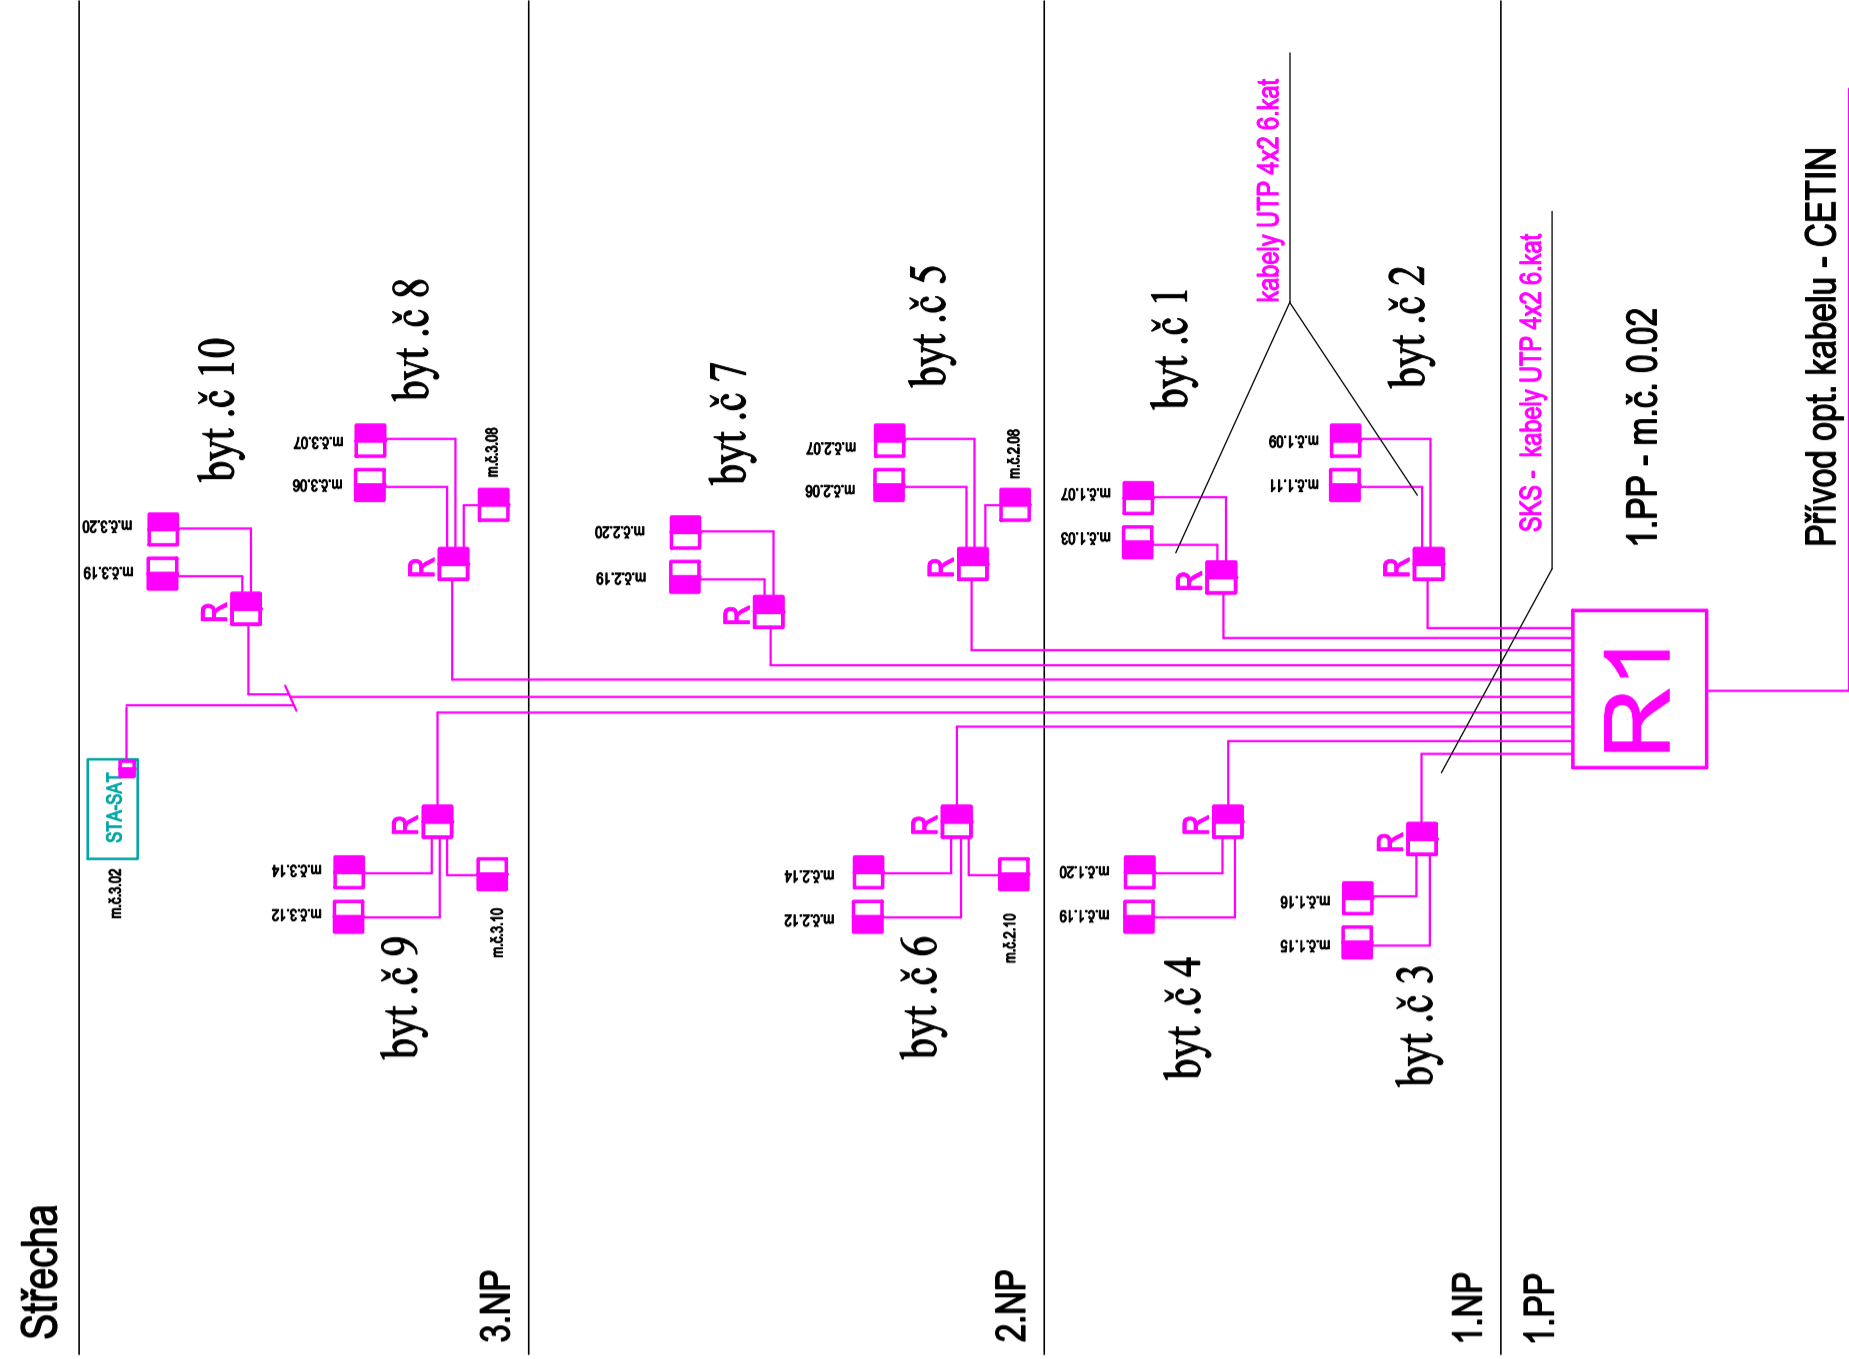 Střecha
STA-SAT
m.č.3.02
byt .č 10
m.č.3.20
m.č.3.19
R
byt .č 8
m.č.3.07
m.č.3.06
m.č.3.08
R
byt .č 9
m.č.3.14
m.č.3.12
m.č.3.10
R
3.NP
byt .č 7
m.č.2.20
m.č.2.19
R
byt .č 5
m.č.2.07
m.č.2.06
m.č.2.08
R
byt .č 6
m.č.2.14
m.č.2.12
m.č.2.10
R
2.NP
byt .č 1
m.č.1.07
m.č.1.03
R
kabely UTP 4x2 6.kat
byt .č 2
m.č.1.09
m.č.1.11
R
byt .č 4
m.č.1.20
m.č.1.19
R
byt .č 3
m.č.1.16
m.č.1.15
R
1.NP
1.PP
SKS - kabely UTP 4x2 6.kat
R1
1.PP - m.č. 0.02
Přívod opt. kabelu - CETIN